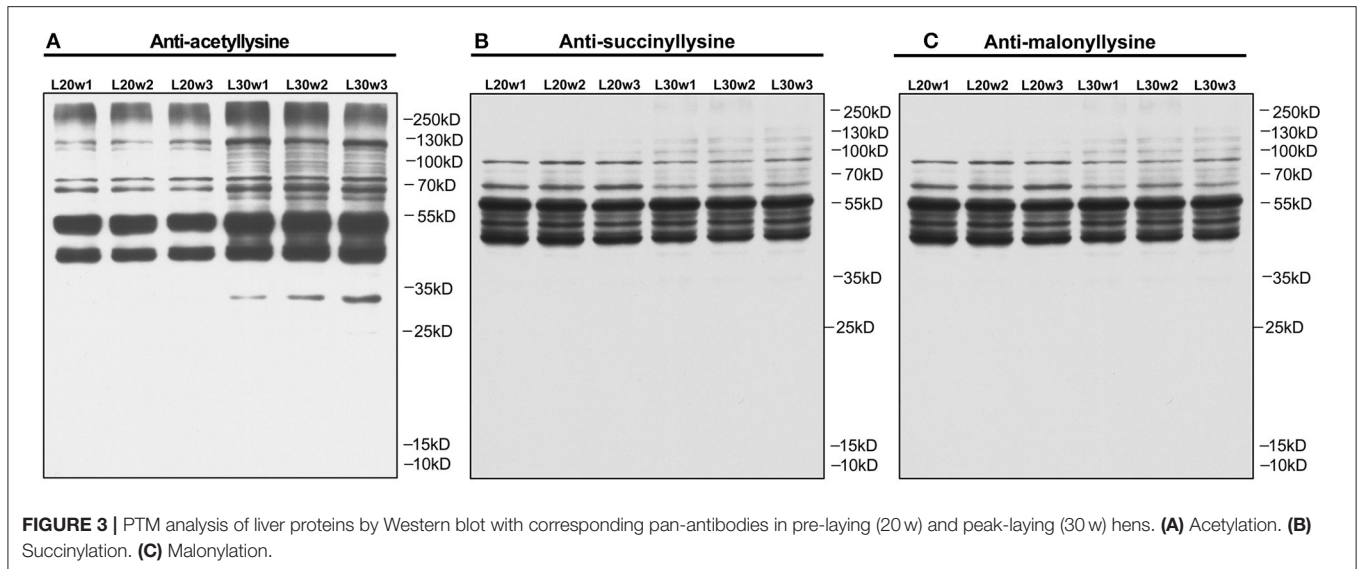 A Anti-acetyllysine
L20w1 L20w2 L20w3 L30w1 L30w2 L30w3
–250kD
–130kD
–100kD
–70kD
–55kD
–35kD
–25kD
–15kD
–10kD
B Anti-succinyllysine
L20w1 L20w2 L20w3 L30w1 L30w2 L30w3
–250kD
–130kD
–100kD
–70kD
–55kD
–35kD
–25kD
–15kD
–10kD
C Anti-malonyllysine
L20w1 L20w2 L20w3 L30w1 L30w2 L30w3
–250kD
–130kD
–100kD
–70kD
–55kD
–35kD
–25kD
–15kD
–10kD
FIGURE 3 | PTM analysis of liver proteins by Western blot with corresponding pan-antibodies in pre-laying (20 w) and peak-laying (30 w) hens. (A) Acetylation. (B)
Succinylation. (C) Malonylation.